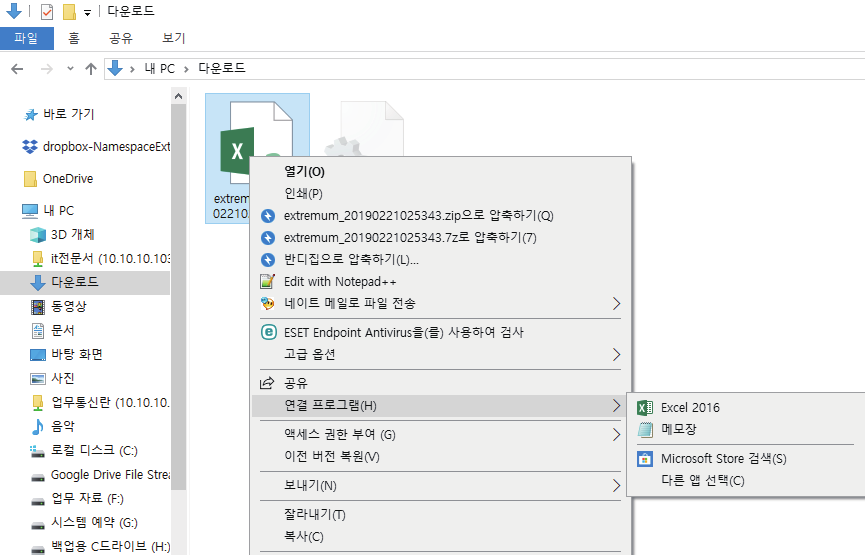 다운로드
파일 홈 공유 보기
내 PC 다운로드
바로 가기
dropbox-NamespaceExt
OneDrive
내 PC
3D 개체
it전문서 (10.10.10.103
다운로드
동영상
문서
바탕 화면
사진
업무통신란 (10.10.10.
음악
로컬 디스크 (C:)
Google Drive File Strea
업무 자료 (F:)
시스템 예약 (G:)
백업용 C드라이브 (H:)
extrem
02210
열기(O)
인쇄(P)
extremum_20190221025343.zip으로 압축하기(Q)
extremum_20190221025343.7z로 압축하기(7)
반디집으로 압축하기(L)...
Edit with Notepad++
네이트 메일로 파일 전송
ESET Endpoint Antivirus을(를) 사용하여 검사
고급 옵션
공유
연결 프로그램(H)
액세스 권한 부여 (G)
이전 버전 복원(V)
보내기(N)
잘라내기(T)
복사(C)
Excel 2016
메모장
Microsoft Store 검색(S)
다른 앱 선택(C)